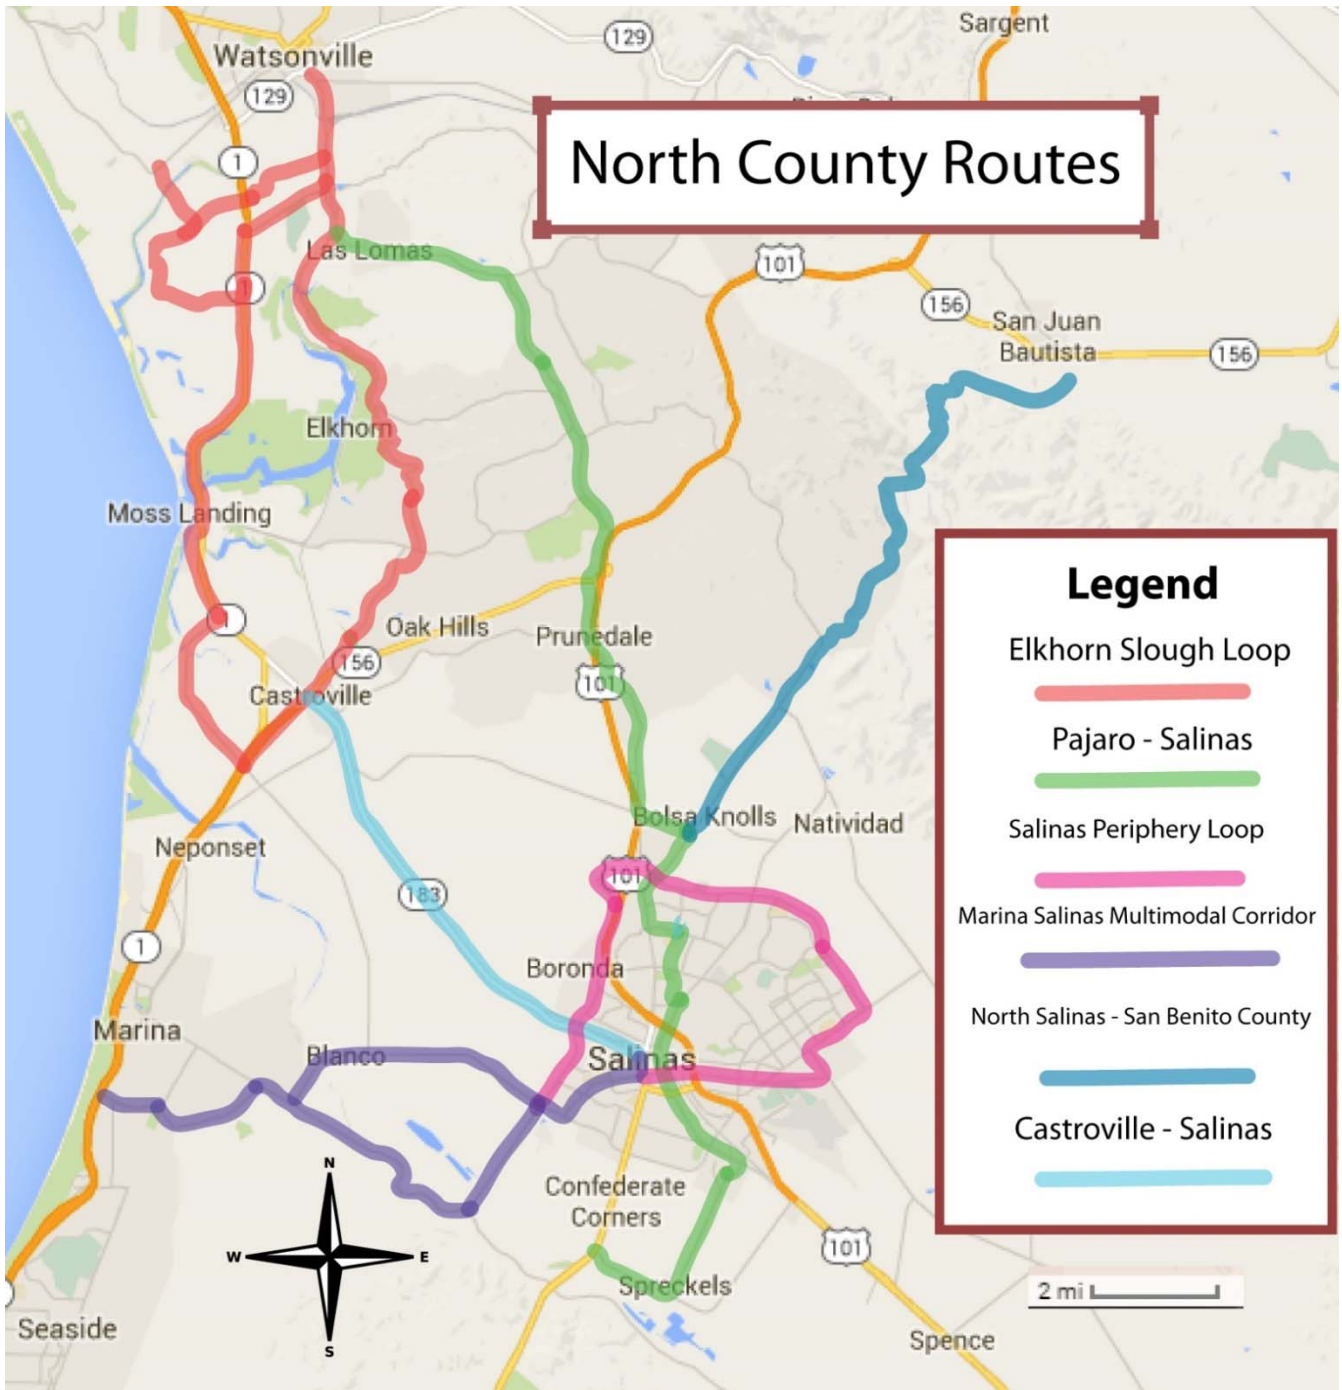 Sargent
129
Watsonville
129
North County Routes
1
Las Lomas
101
1
156
San Juan
Bautista
156
Elkhorn
Moss Landing
Legend
1
Oak Hills
Prunedale
Elkhorn Slough Loop
156
101
Castroville
Pajaro - Salinas
Bolsa Knolls
Natividad
Salinas Periphery Loop
Neponset
101
183
Marina Salinas Multimodal Corridor
1
Boronda
North Salinas - San Benito County
Marina
Blanco
Salinas
Castroville - Salinas
N
Confederate
Corners
W
E
101
Spreckels
2 mi
Seaside
S
Spence